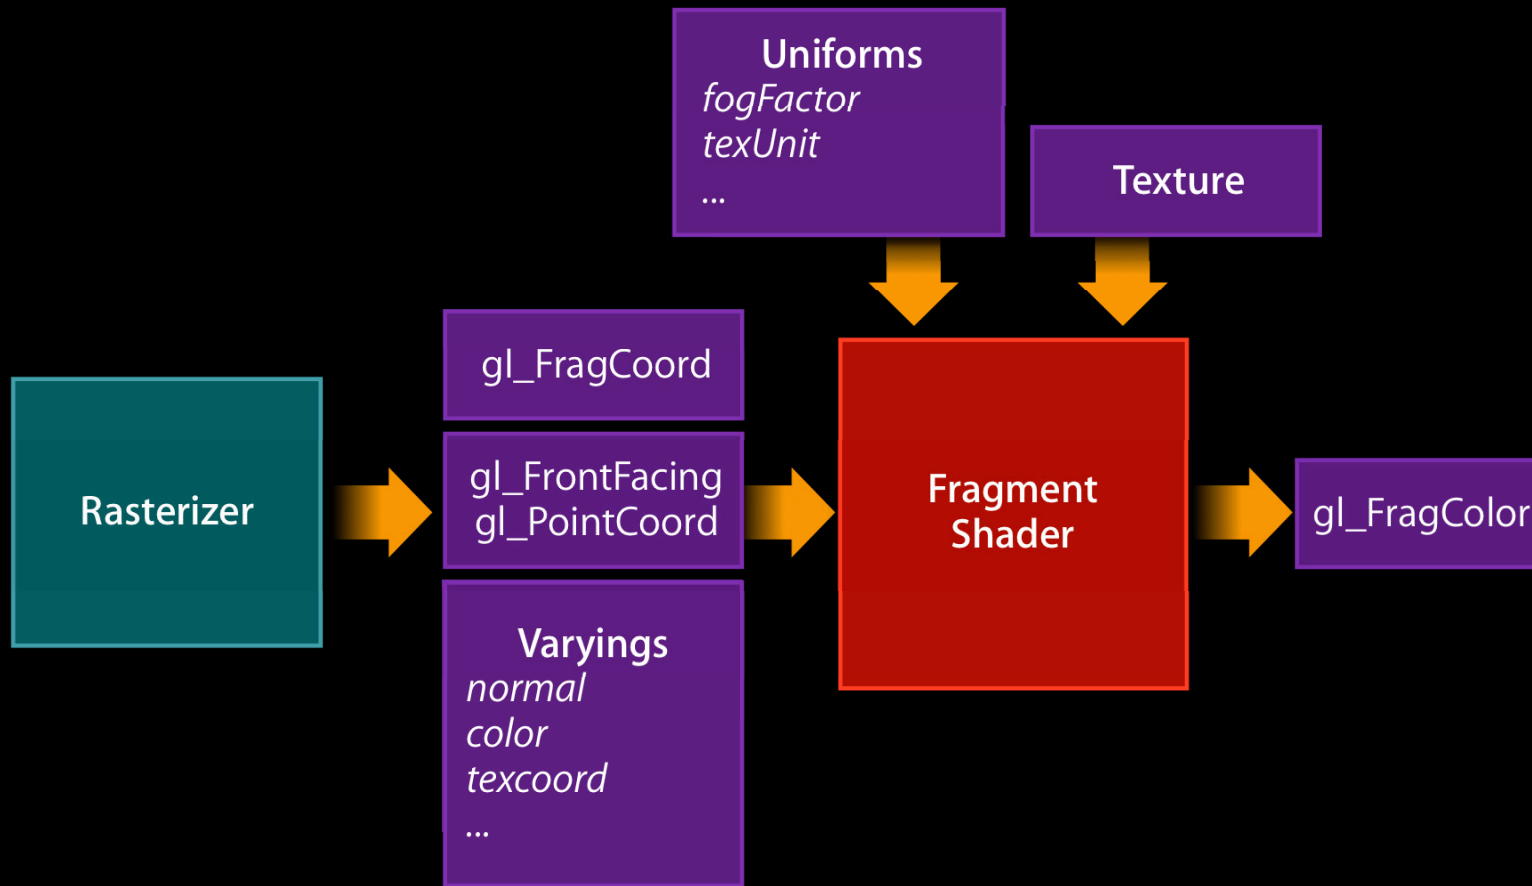 Uniforms
fogFactor
texUnit
...
Texture
gl_FragCoord
Rasterizer
gl_FrontFacing
gl_PointCoord
Fragment
Shader
gl_FragColor
Varyings
normal
color
texcoord
...